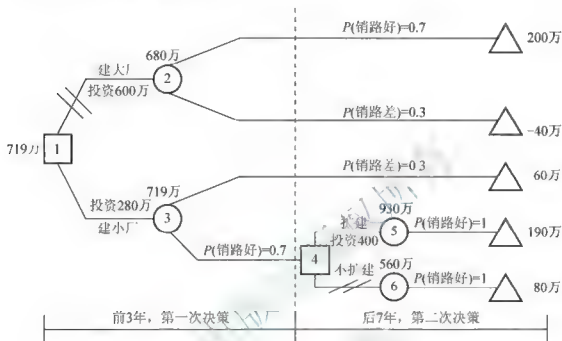 680万
P(销路好)=0.7
200万
建大厂
2
投资600万
P(销路差)=0.3
-40万
719万
1
719万
P(销路差)=0.3
60万
投资280万
3
建小厂
扩建
930万
投资400
5
P(销路好)=1
190万
P(销路好)=0.7
4
560万
不扩建
6
P(销路好)=1
80万
前3年，第一次决策
后7年，第二次决策